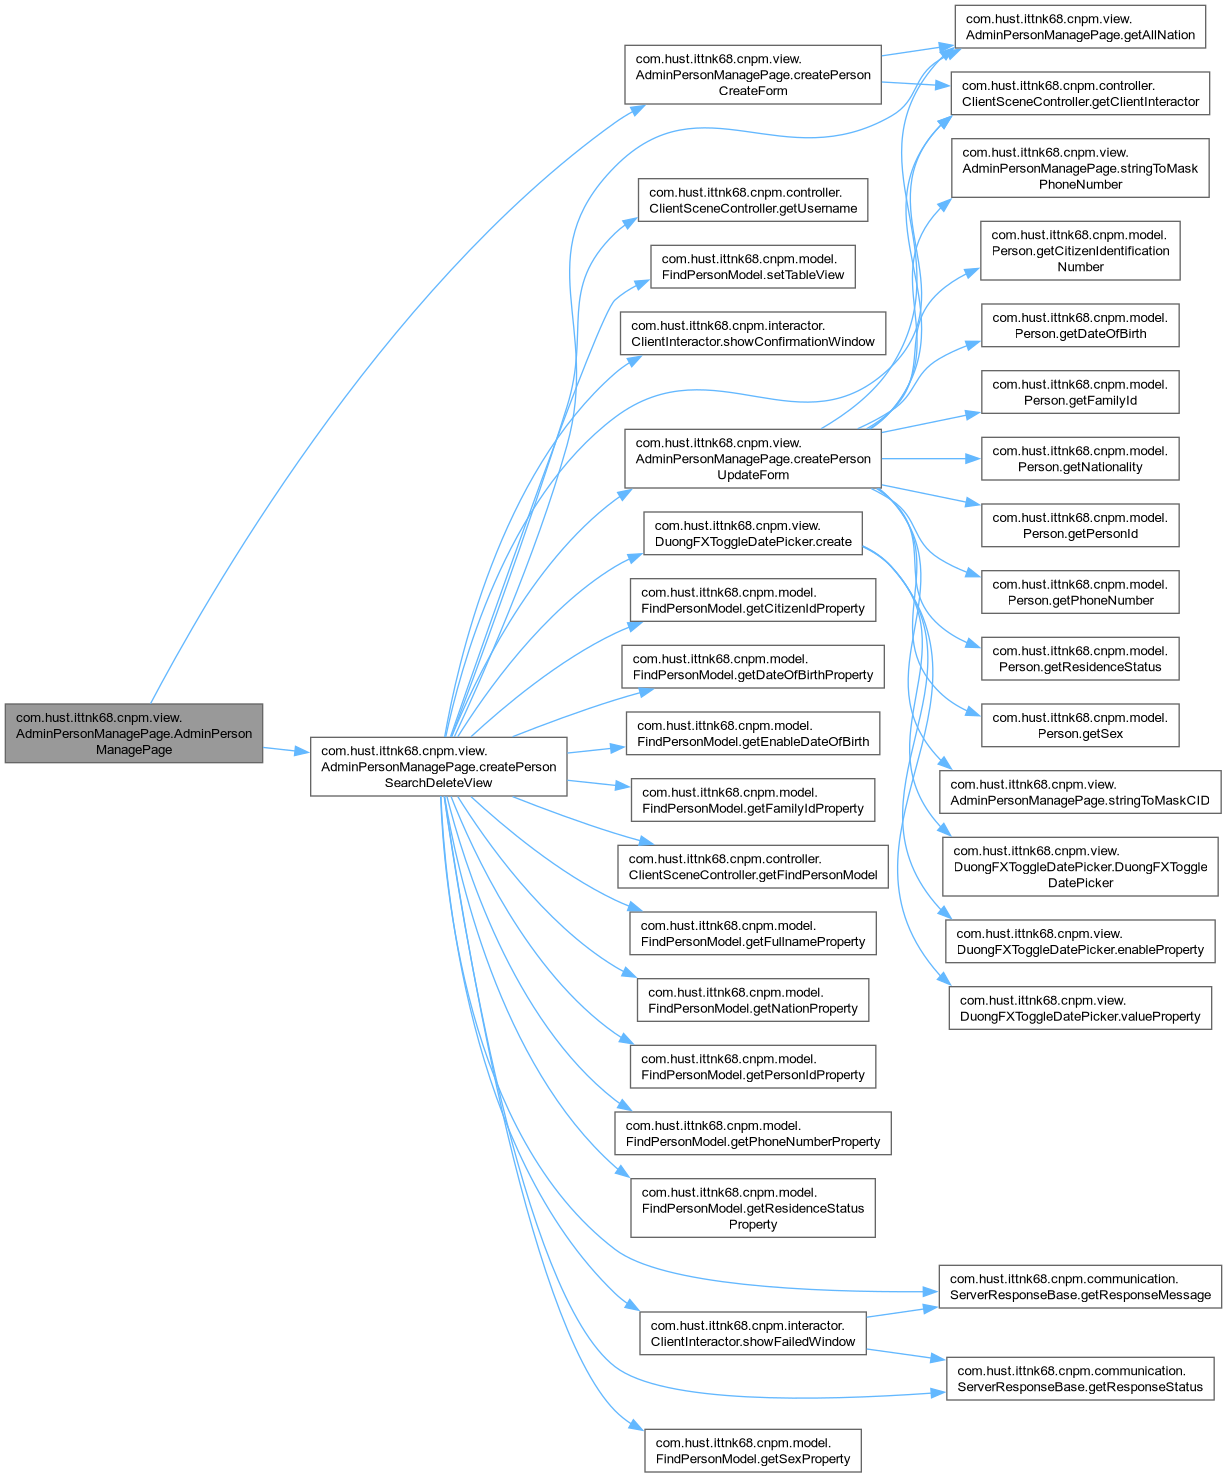 com.hust.ittnk68.cnpm.view.
AdminPersonManagePage.AdminPerson
ManagePage
com.hust.ittnk68.cnpm.view.
AdminPersonManagePage.createPerson
CreateForm
com.hust.ittnk68.cnpm.view.
AdminPersonManagePage.createPerson
SearchDeleteView
com.hust.ittnk68.cnpm.controller.
ClientSceneController.getUsername
com.hust.ittnk68.cnpm.model.
FindPersonModel.setTableView
com.hust.ittnk68.cnpm.interactor.
ClientInteractor.showConfirmationWindow
com.hust.ittnk68.cnpm.view.
AdminPersonManagePage.createPerson
UpdateForm
com.hust.ittnk68.cnpm.view.
DuongFXToggleDatePicker.create
com.hust.ittnk68.cnpm.model.
FindPersonModel.getCitizenIdProperty
com.hust.ittnk68.cnpm.model.
FindPersonModel.getDateOfBirthProperty
com.hust.ittnk68.cnpm.model.
FindPersonModel.getEnableDateOfBirth
com.hust.ittnk68.cnpm.model.
FindPersonModel.getFamilyIdProperty
com.hust.ittnk68.cnpm.controller.
ClientSceneController.getFindPersonModel
com.hust.ittnk68.cnpm.model.
FindPersonModel.getFullnameProperty
com.hust.ittnk68.cnpm.model.
FindPersonModel.getNationProperty
com.hust.ittnk68.cnpm.model.
FindPersonModel.getPersonIdProperty
com.hust.ittnk68.cnpm.model.
FindPersonModel.getPhoneNumberProperty
com.hust.ittnk68.cnpm.model.
FindPersonModel.getResidenceStatus
Property
com.hust.ittnk68.cnpm.interactor.
ClientInteractor.showFailedWindow
com.hust.ittnk68.cnpm.model.
FindPersonModel.getSexProperty
com.hust.ittnk68.cnpm.view.
AdminPersonManagePage.getAllNation
com.hust.ittnk68.cnpm.controller.
ClientSceneController.getClientInteractor
com.hust.ittnk68.cnpm.view.
AdminPersonManagePage.stringToMask
PhoneNumber
com.hust.ittnk68.cnpm.model.
Person.getCitizenIdentification
Number
com.hust.ittnk68.cnpm.model.
Person.getDateOfBirth
com.hust.ittnk68.cnpm.model.
Person.getFamilyId
com.hust.ittnk68.cnpm.model.
Person.getNationality
com.hust.ittnk68.cnpm.model.
Person.getPersonId
com.hust.ittnk68.cnpm.model.
Person.getPhoneNumber
com.hust.ittnk68.cnpm.model.
Person.getResidenceStatus
com.hust.ittnk68.cnpm.model.
Person.getSex
com.hust.ittnk68.cnpm.view.
AdminPersonManagePage.stringToMaskCID
com.hust.ittnk68.cnpm.view.
DuongFXToggleDatePicker.DuongFXToggle
DatePicker
com.hust.ittnk68.cnpm.view.
DuongFXToggleDatePicker.enableProperty
com.hust.ittnk68.cnpm.view.
DuongFXToggleDatePicker.valueProperty
com.hust.ittnk68.cnpm.communication.
ServerResponseBase.getResponseMessage
com.hust.ittnk68.cnpm.communication.
ServerResponseBase.getResponseStatus